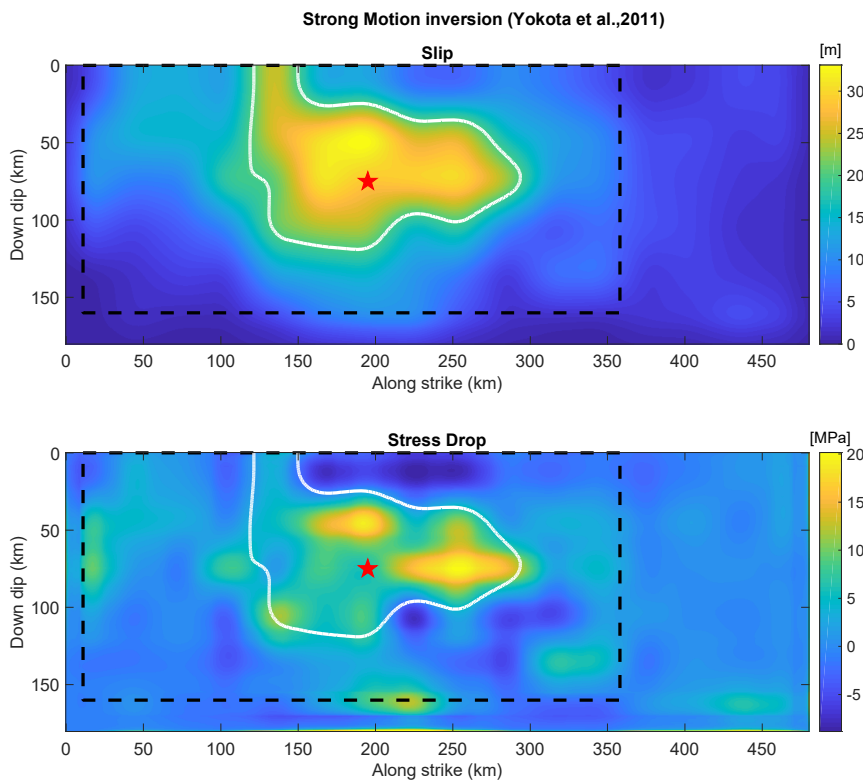 Strong Motion inversion (Yokota et al.,2011)
Slip
[m]
0
50
100
150
Down dip (km)
0 50 100 150 200 250 300 350 400 450
Along strike (km)
30
25
20
15
10
5
0
Stress Drop
[MPa]
0
50
100
150
Down dip (km)
0 50 100 150 200 250 300 350 400 450
Along strike (km)
20
15
10
5
0
-5